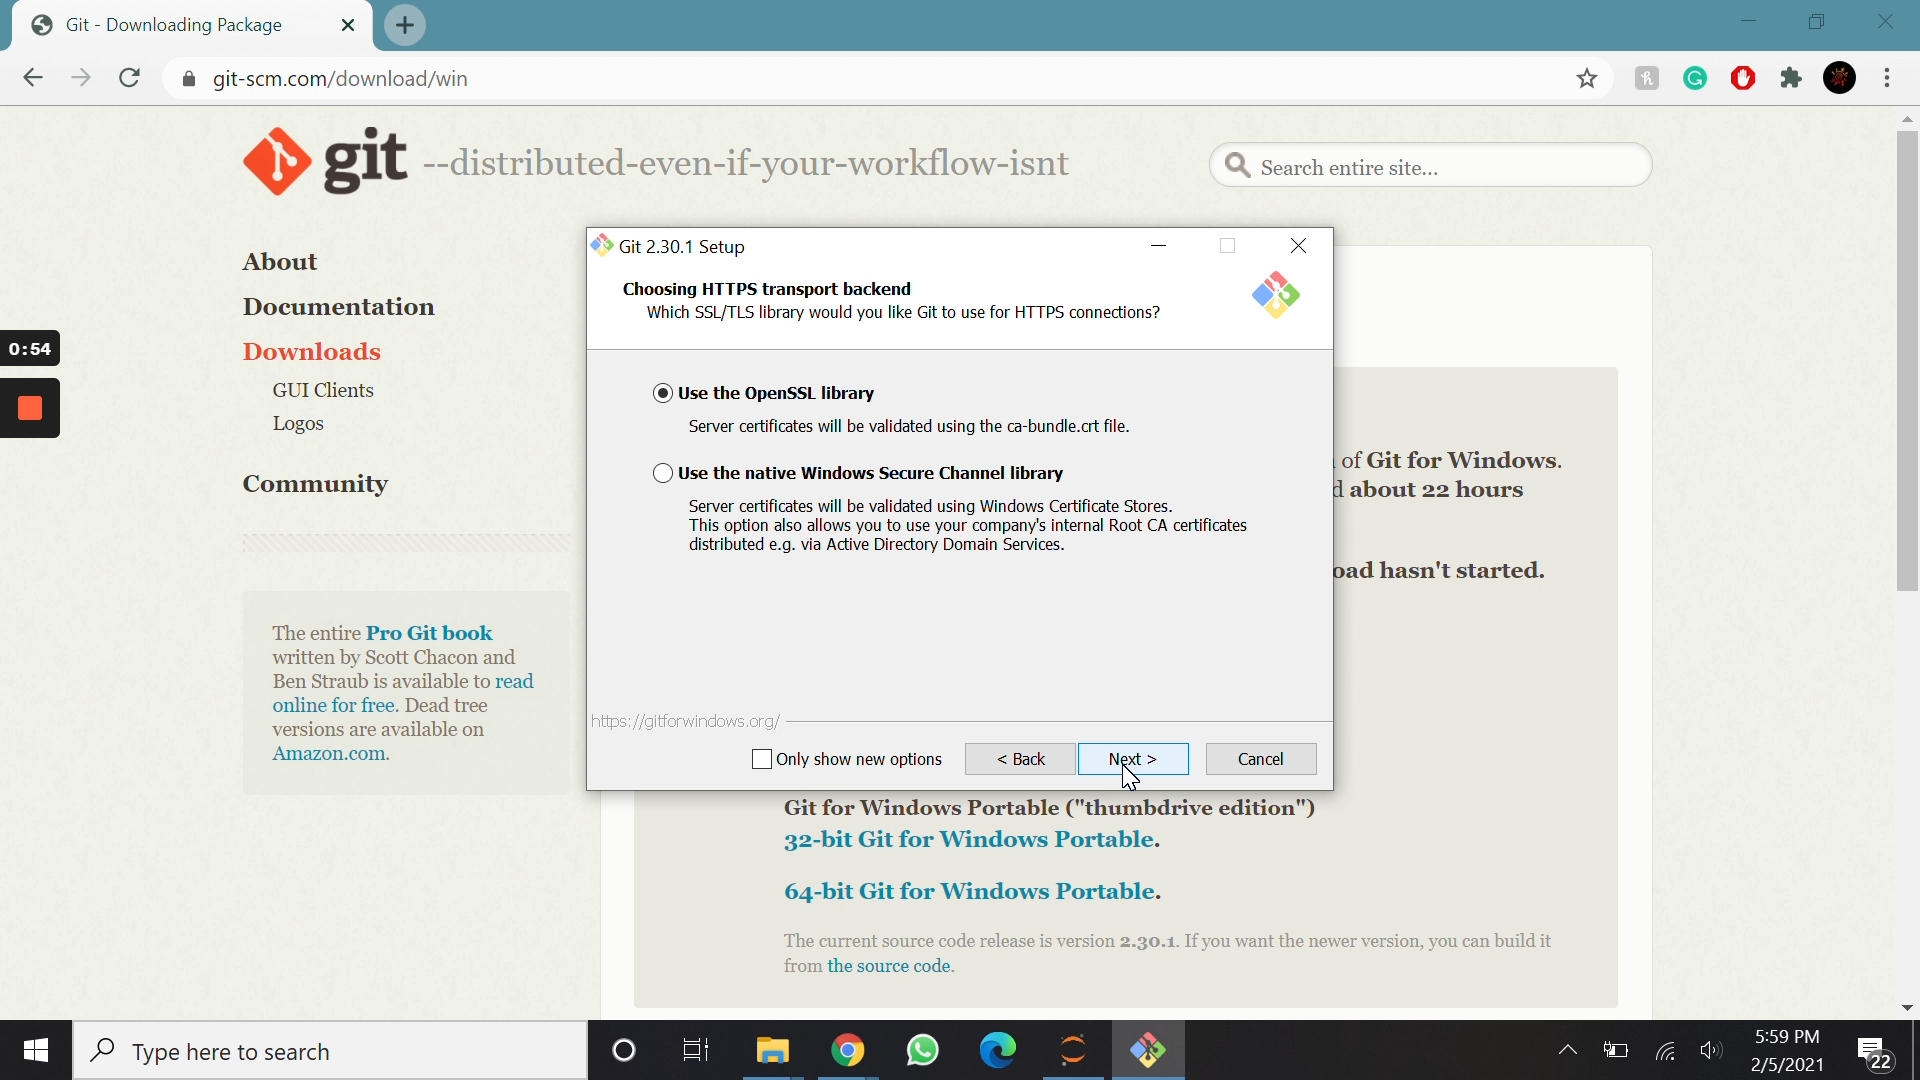 Git - Downloading Package
git-scm.com/download/win
git --distributed-even-if-your-workflow-isnt
Search entire site...
About
Documentation
Downloads
GUI Clients
Logos
Community
The entire Pro Git book
written by Scott Chacon and
Ben Straub is available to read
online for free. Dead tree
versions are available on
Amazon.com.
0:54
Git 2.30.1 Setup
Choosing HTTPS transport backend
Which SSL/TLS library would you like Git to use for HTTPS connections?
Use the OpenSSL library
Server certificates will be validated using the ca-bundle.crt file.
Use the native Windows Secure Channel library
Server certificates will be validated using Windows Certificate Stores.
This option also allows you to use your company's internal Root CA certificates
distributed e.g. via Active Directory Domain Services.
https://gitforwindows.org/
Only show new options
< Back
Next >
Cancel
of Git for Windows.
about 22 hours
oad hasn't started.
Git for Windows Portable ("thumbdrive edition")
32-bit Git for Windows Portable.
64-bit Git for Windows Portable.
The current source code release is version 2.30.1. If you want the newer version, you can build it
from the source code.
Type here to search
5:59 PM
2/5/2021
22